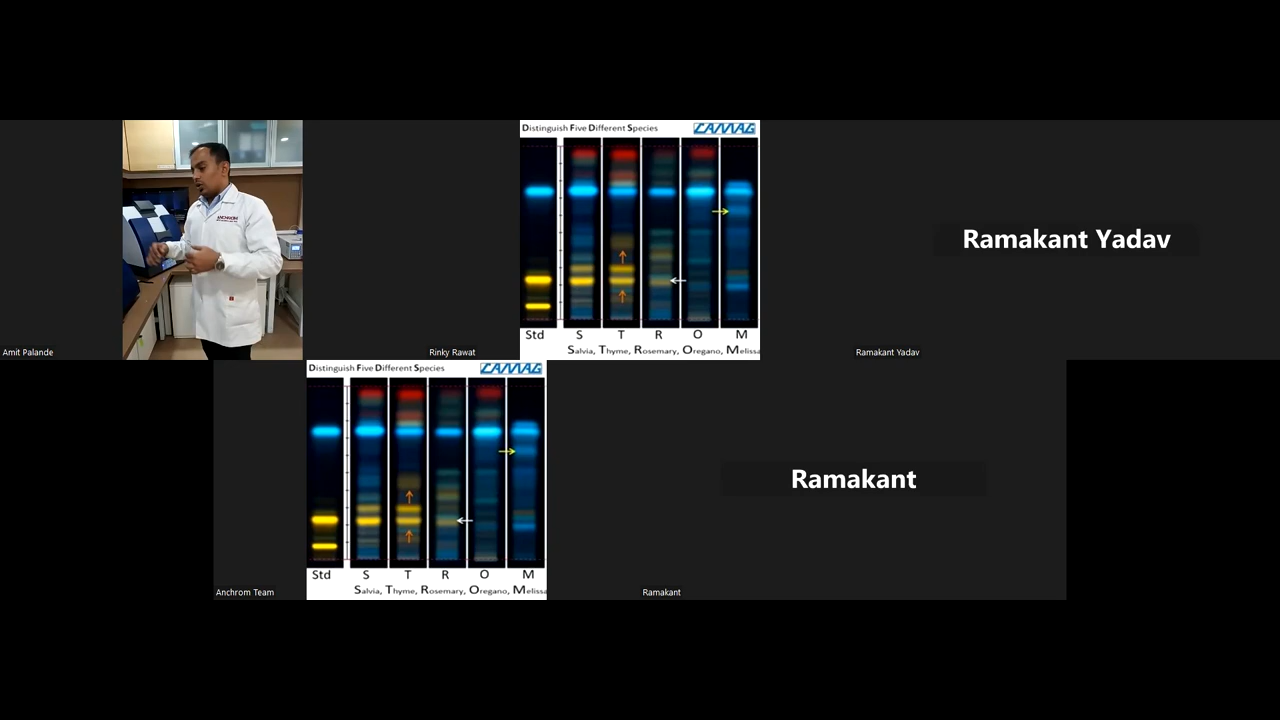 Distinguish Five Different Species
CAMAG
ANCHROM
Ramakant Yadav
Std S T R O M
Salvia, Thyme, Rosemary, Oregano, Melissa
Amit Palande
Rinky Rawat
Ramakant Yadav
Distinguish Five Different Species
CAMAG
Ramakant
Std S T R O M
Salvia, Thyme, Rosemary, Oregano, Melissa
Anchrom Team
Ramakant